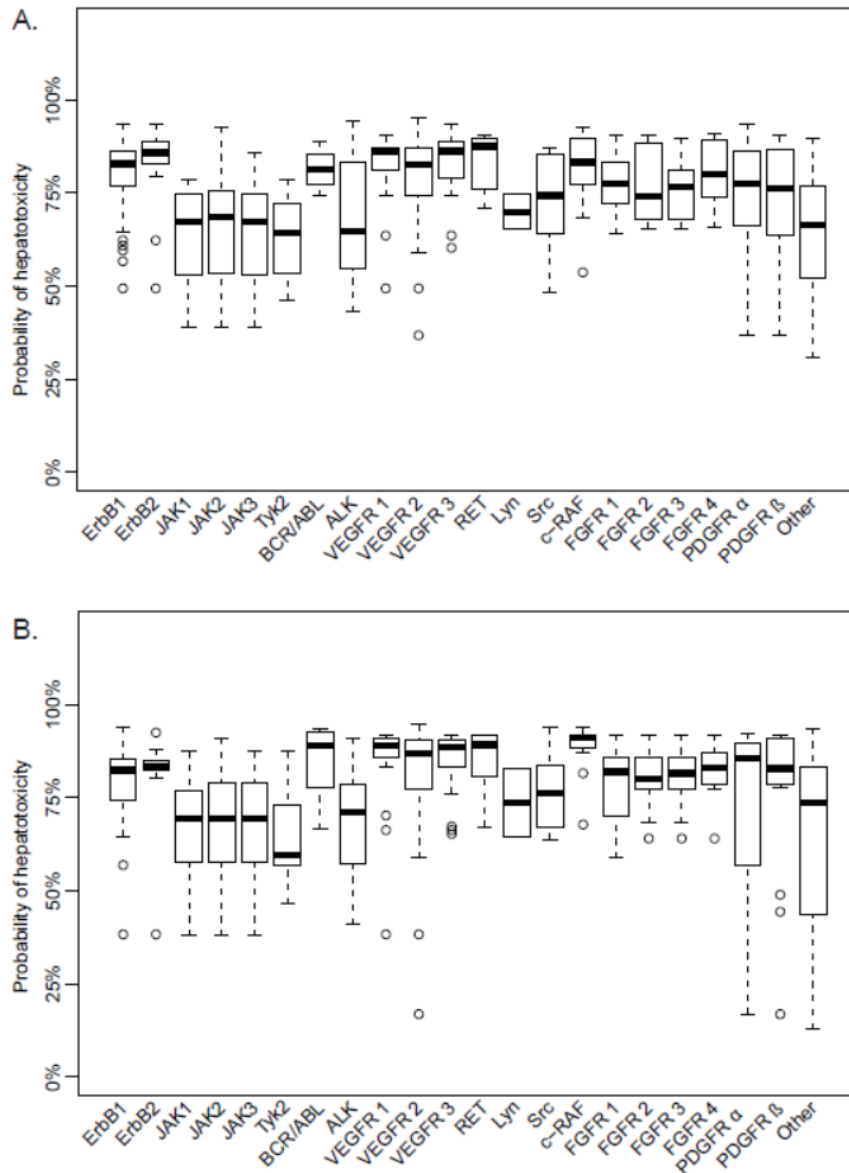 A.
Probability of hepatotoxicity
100%
75%
50%
25%
0%
ErbB1
ErbB2
JAK1
JAK2
JAK3
Tyk2
BCR/ABL
ALK
VEGFR 1
VEGFR 2
VEGFR 3
RET
Lyn
Src
c-RAF
FGFR 1
FGFR 2
FGFR 3
FGFR 4
PDGFR α
PDGFR ß
Other
B.
Probability of hepatotoxicity
100%
75%
50%
25%
0%
ErbB1
ErbB2
JAK1
JAK2
JAK3
Tyk2
BCR/ABL
ALK
VEGFR 1
VEGFR 2
VEGFR 3
RET
Lyn
Src
c-RAF
FGFR 1
FGFR 2
FGFR 3
FGFR 4
PDGFR α
PDGFR ß
Other